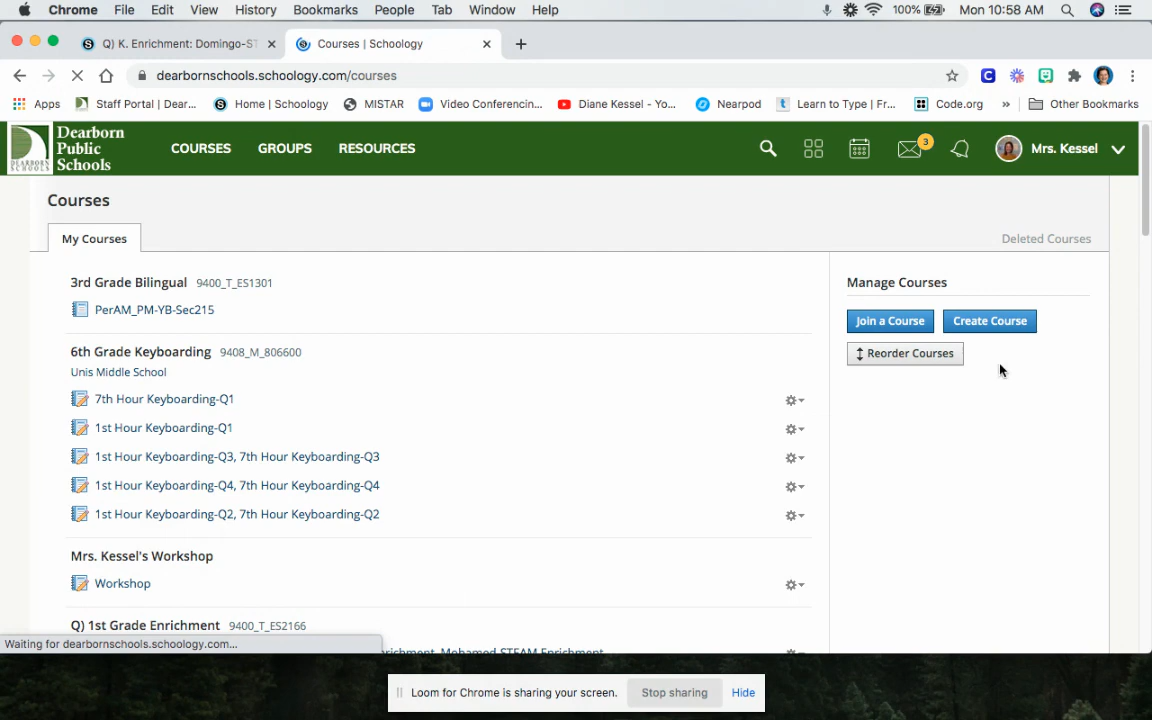 Chrome File Edit View History Bookmarks People Tab Window Help 100% Mon 10:58 AM
Q) K. Enrichment: Domingo-ST Courses | Schoology
dearbornschools.schoology.com/courses
Apps Staff Portal | Dear... Home | Schoology MISTAR Video Conferencin... Diane Kessel - Yo... Nearpod Learn to Type | Fr... Code.org » Other Bookmarks
Dearborn
Public
Schools
DEARBORN
SCHOOLS
COURSES GROUPS RESOURCES 3 Mrs. Kessel
Courses
My Courses Deleted Courses
3rd Grade Bilingual 9400_T_ES1301
PerAM_PM-YB-Sec215
6th Grade Keyboarding 9408_M_806600
Unis Middle School
7th Hour Keyboarding-Q1
1st Hour Keyboarding-Q1
1st Hour Keyboarding-Q3, 7th Hour Keyboarding-Q3
1st Hour Keyboarding-Q4, 7th Hour Keyboarding-Q4
1st Hour Keyboarding-Q2, 7th Hour Keyboarding-Q2
Mrs. Kessel's Workshop
Workshop
Q) 1st Grade Enrichment 9400_T_ES2166
Enrichment, Mohamed-STEAM Enrichment
Manage Courses
Join a Course Create Course
Reorder Courses
Waiting for dearbornschools.schoology.com...
Loom for Chrome is sharing your screen. Stop sharing Hide